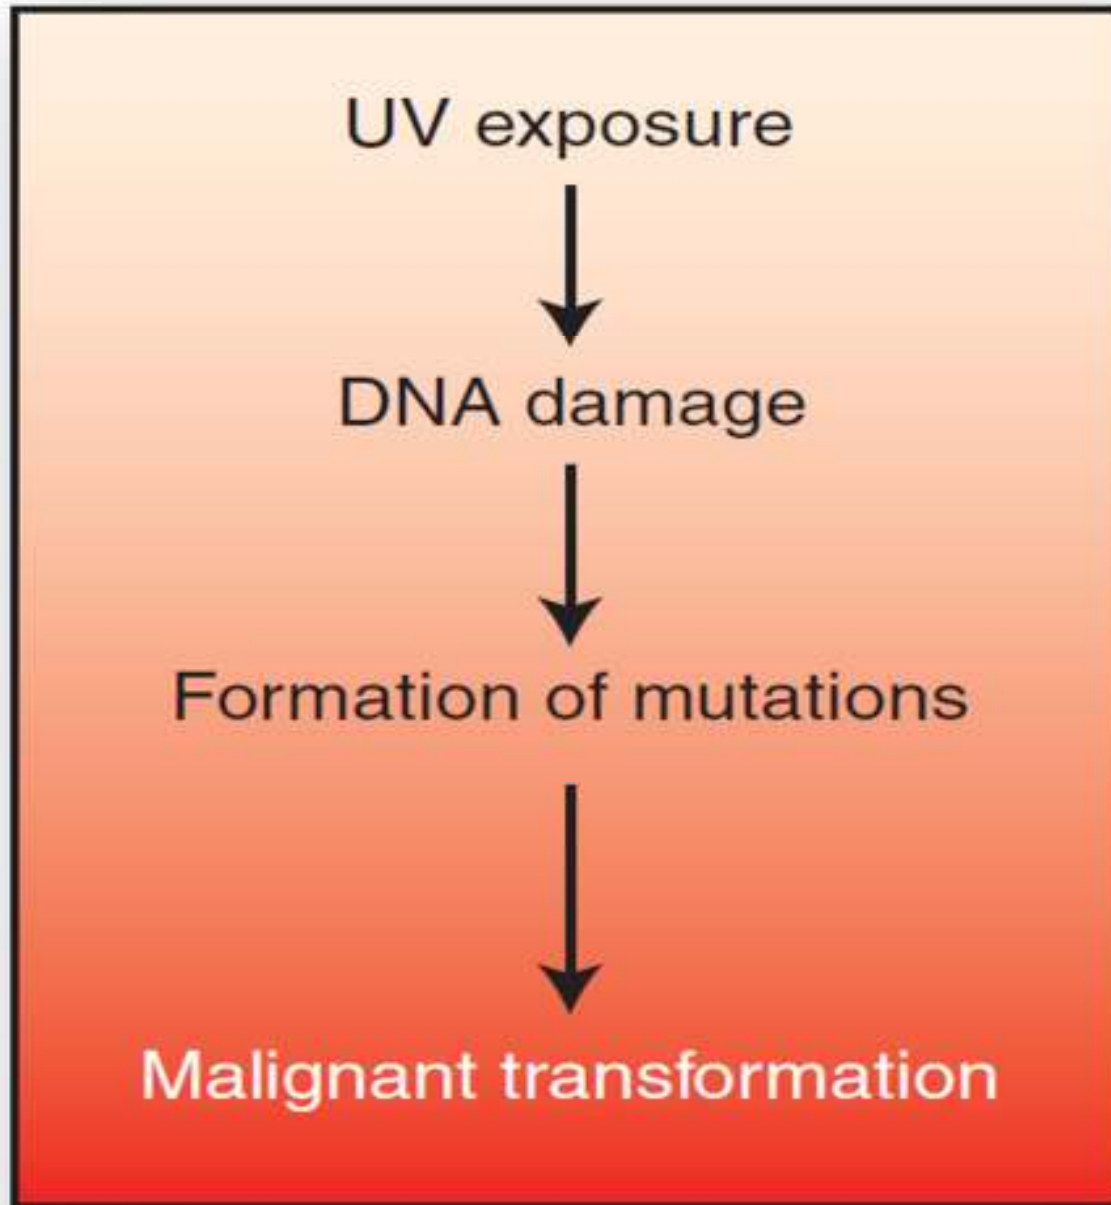 UV exposure
DNA damage
Formation of mutations
Malignant transformation